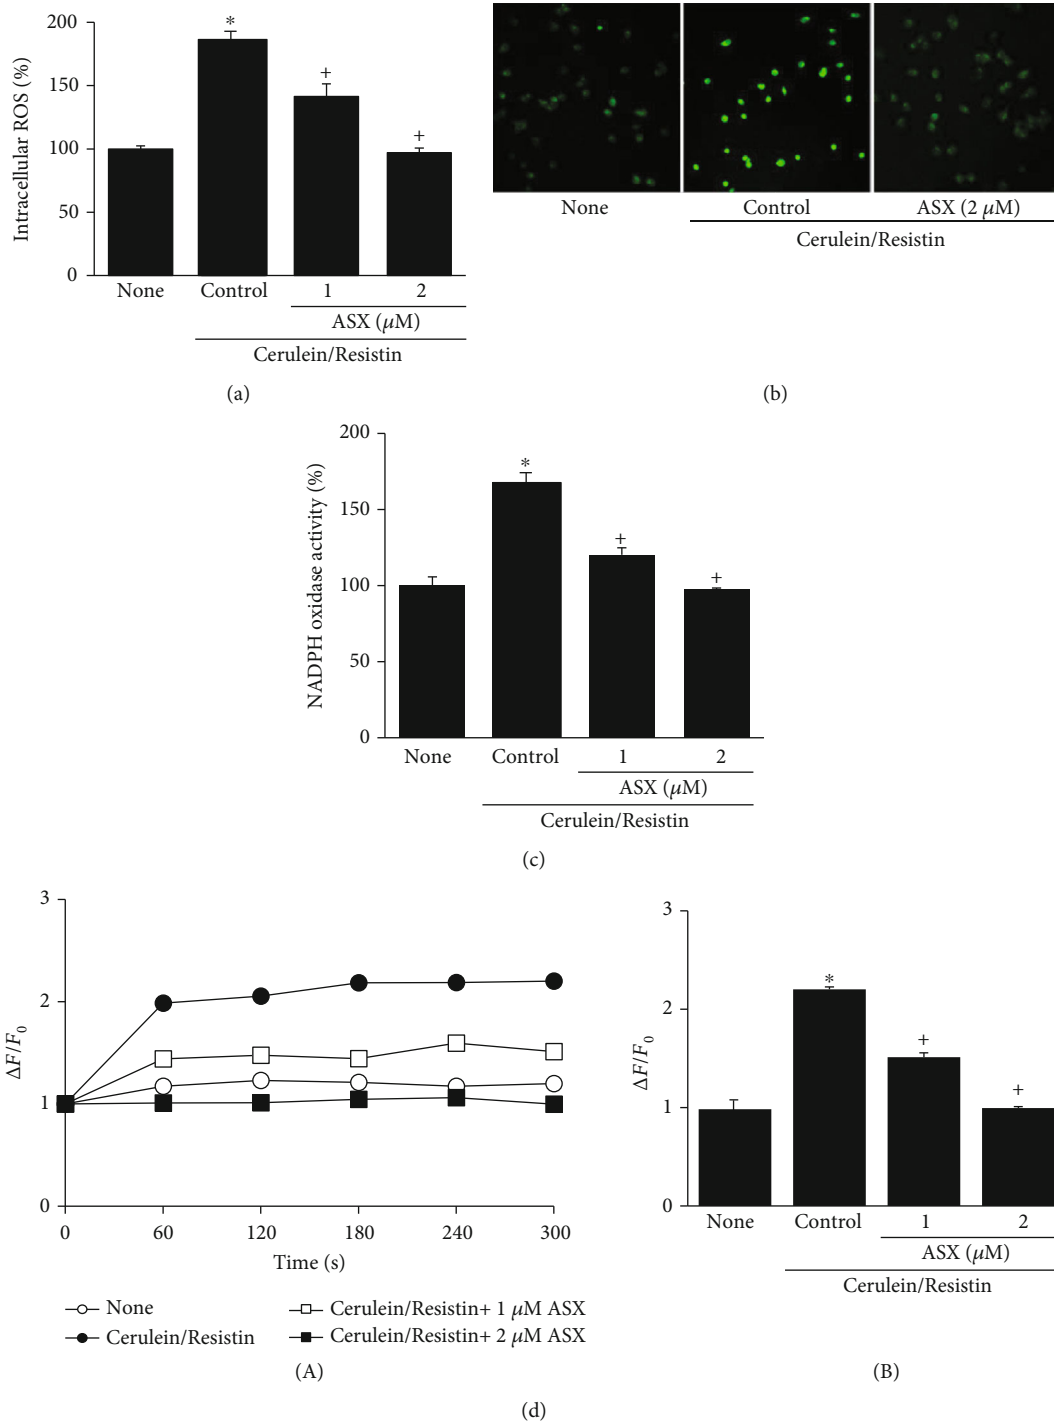 200
150
100
50
0
Intracellular ROS (%)
*
+
+
None Control 1 2
ASX (μM)
Cerulein/Resistin
(a)
None Control ASX (2 μM)
Cerulein/Resistin
(b)
200
150
100
50
0
NADPH oxidase activity (%)
*
+
+
None Control 1 2
ASX (μM)
Cerulein/Resistin
(c)
3
2
1
0
ΔF/F0
0 60 120 180 240 300
Time (s)
None
Cerulein/Resistin
Cerulein/Resistin+ 1 μM ASX
Cerulein/Resistin+ 2 μM ASX
(A)
3
2
1
0
ΔF/F0
*
+
+
None Control 1 2
ASX (μM)
Cerulein/Resistin
(B)
(d)